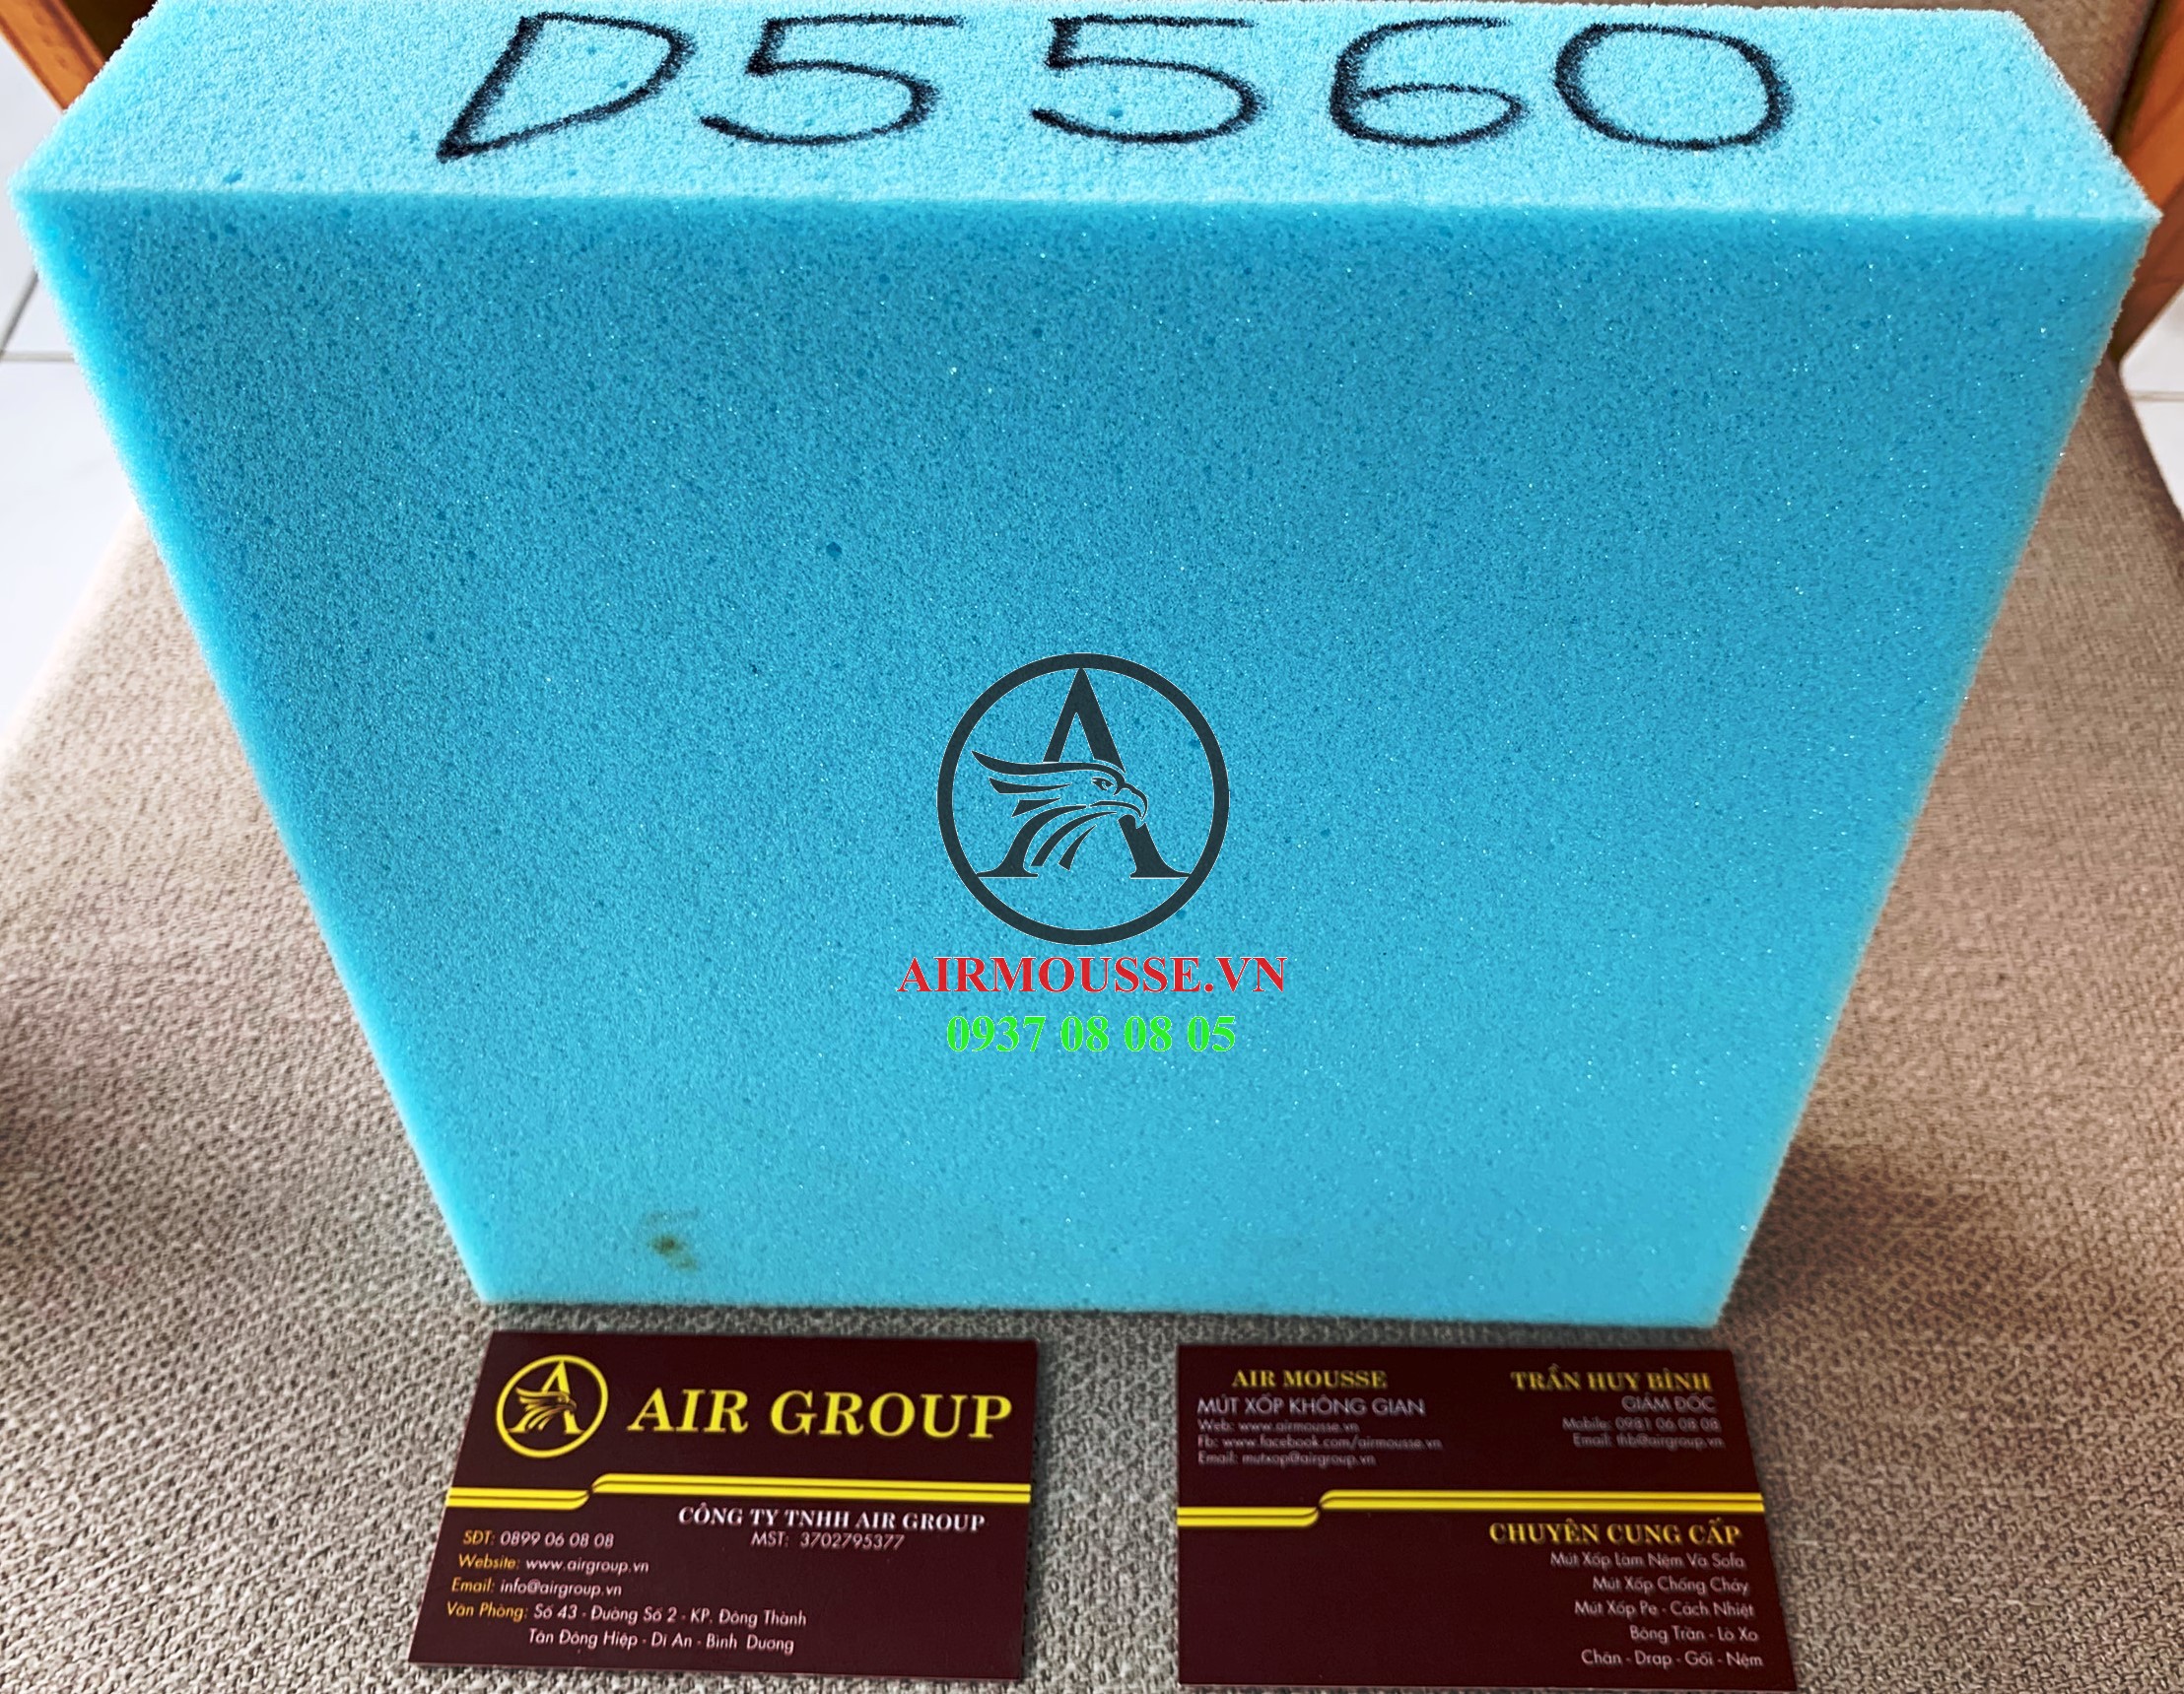 D5560
AIRMOUSSE.VN
0937 08 08 05
AIR GROUP
CÔNG TY TNHH AIR GROUP
MST: 3702795377
SĐT: 0899 06 08 08
Website: www.airgroup.vn
Email: info@airgroup.vn
Văn Phòng: Số 43 - Đường Số 2 - KP. Đông Thành
Tân Đông Hiệp - Dĩ An - Bình Dương
AIR MOUSSE
MÚT XỐP KHÔNG GIAN
Web: www.airmousse.vn
Fb: www.facebook.com/airmousse.vn
Email: mutxop@airgroup.vn
TRẦN HUY BÌNH
GIÁM ĐỐC
Mobile: 0981 06 08 08
Email: thb@airgroup.vn
CHUYÊN CUNG CẤP
Mút Xốp Làm Nệm Và Sofa
Mút Xốp Chống Cháy
Mút Xốp Pe - Cách Nhiệt
Bông Trần - Lò Xo
Chăn - Drap - Gối - Nệm